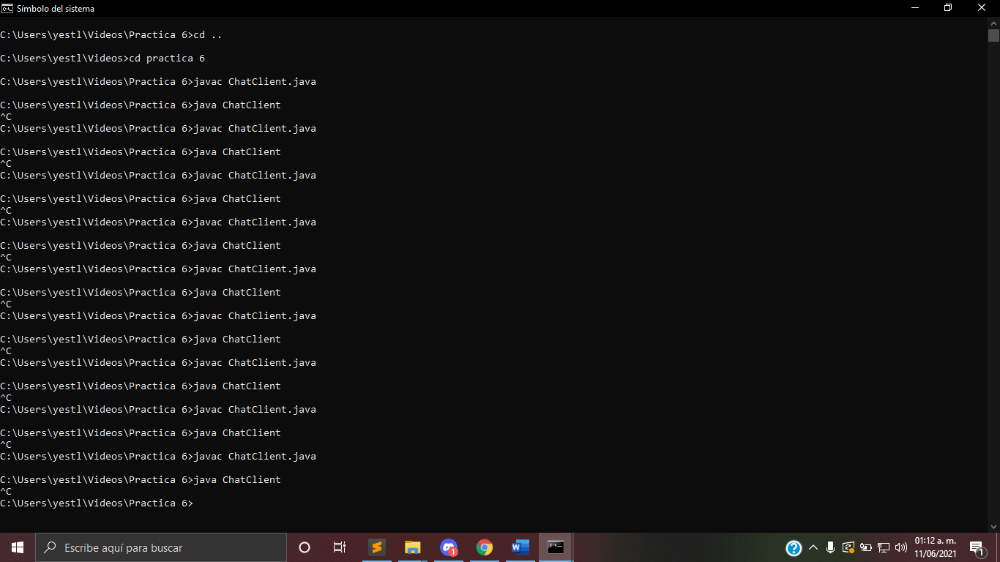 Símbolo del sistema
C:\Users\yestl\Videos\Practica 6>cd ..
C:\Users\yestl\Videos>cd practica 6
C:\Users\yestl\Videos\Practica 6>javac ChatClient.java
C:\Users\yestl\Videos\Practica 6>java ChatClient
^C
C:\Users\yestl\Videos\Practica 6>javac ChatClient.java
C:\Users\yestl\Videos\Practica 6>java ChatClient
^C
C:\Users\yestl\Videos\Practica 6>javac ChatClient.java
C:\Users\yestl\Videos\Practica 6>java ChatClient
^C
C:\Users\yestl\Videos\Practica 6>javac ChatClient.java
C:\Users\yestl\Videos\Practica 6>java ChatClient
^C
C:\Users\yestl\Videos\Practica 6>javac ChatClient.java
C:\Users\yestl\Videos\Practica 6>java ChatClient
^C
C:\Users\yestl\Videos\Practica 6>javac ChatClient.java
C:\Users\yestl\Videos\Practica 6>java ChatClient
^C
C:\Users\yestl\Videos\Practica 6>javac ChatClient.java
C:\Users\yestl\Videos\Practica 6>java ChatClient
^C
C:\Users\yestl\Videos\Practica 6>javac ChatClient.java
C:\Users\yestl\Videos\Practica 6>java ChatClient
^C
C:\Users\yestl\Videos\Practica 6>javac ChatClient.java
C:\Users\yestl\Videos\Practica 6>java ChatClient
^C
C:\Users\yestl\Videos\Practica 6>
Escribe aquí para buscar
01:12 a. m.
11/06/2021